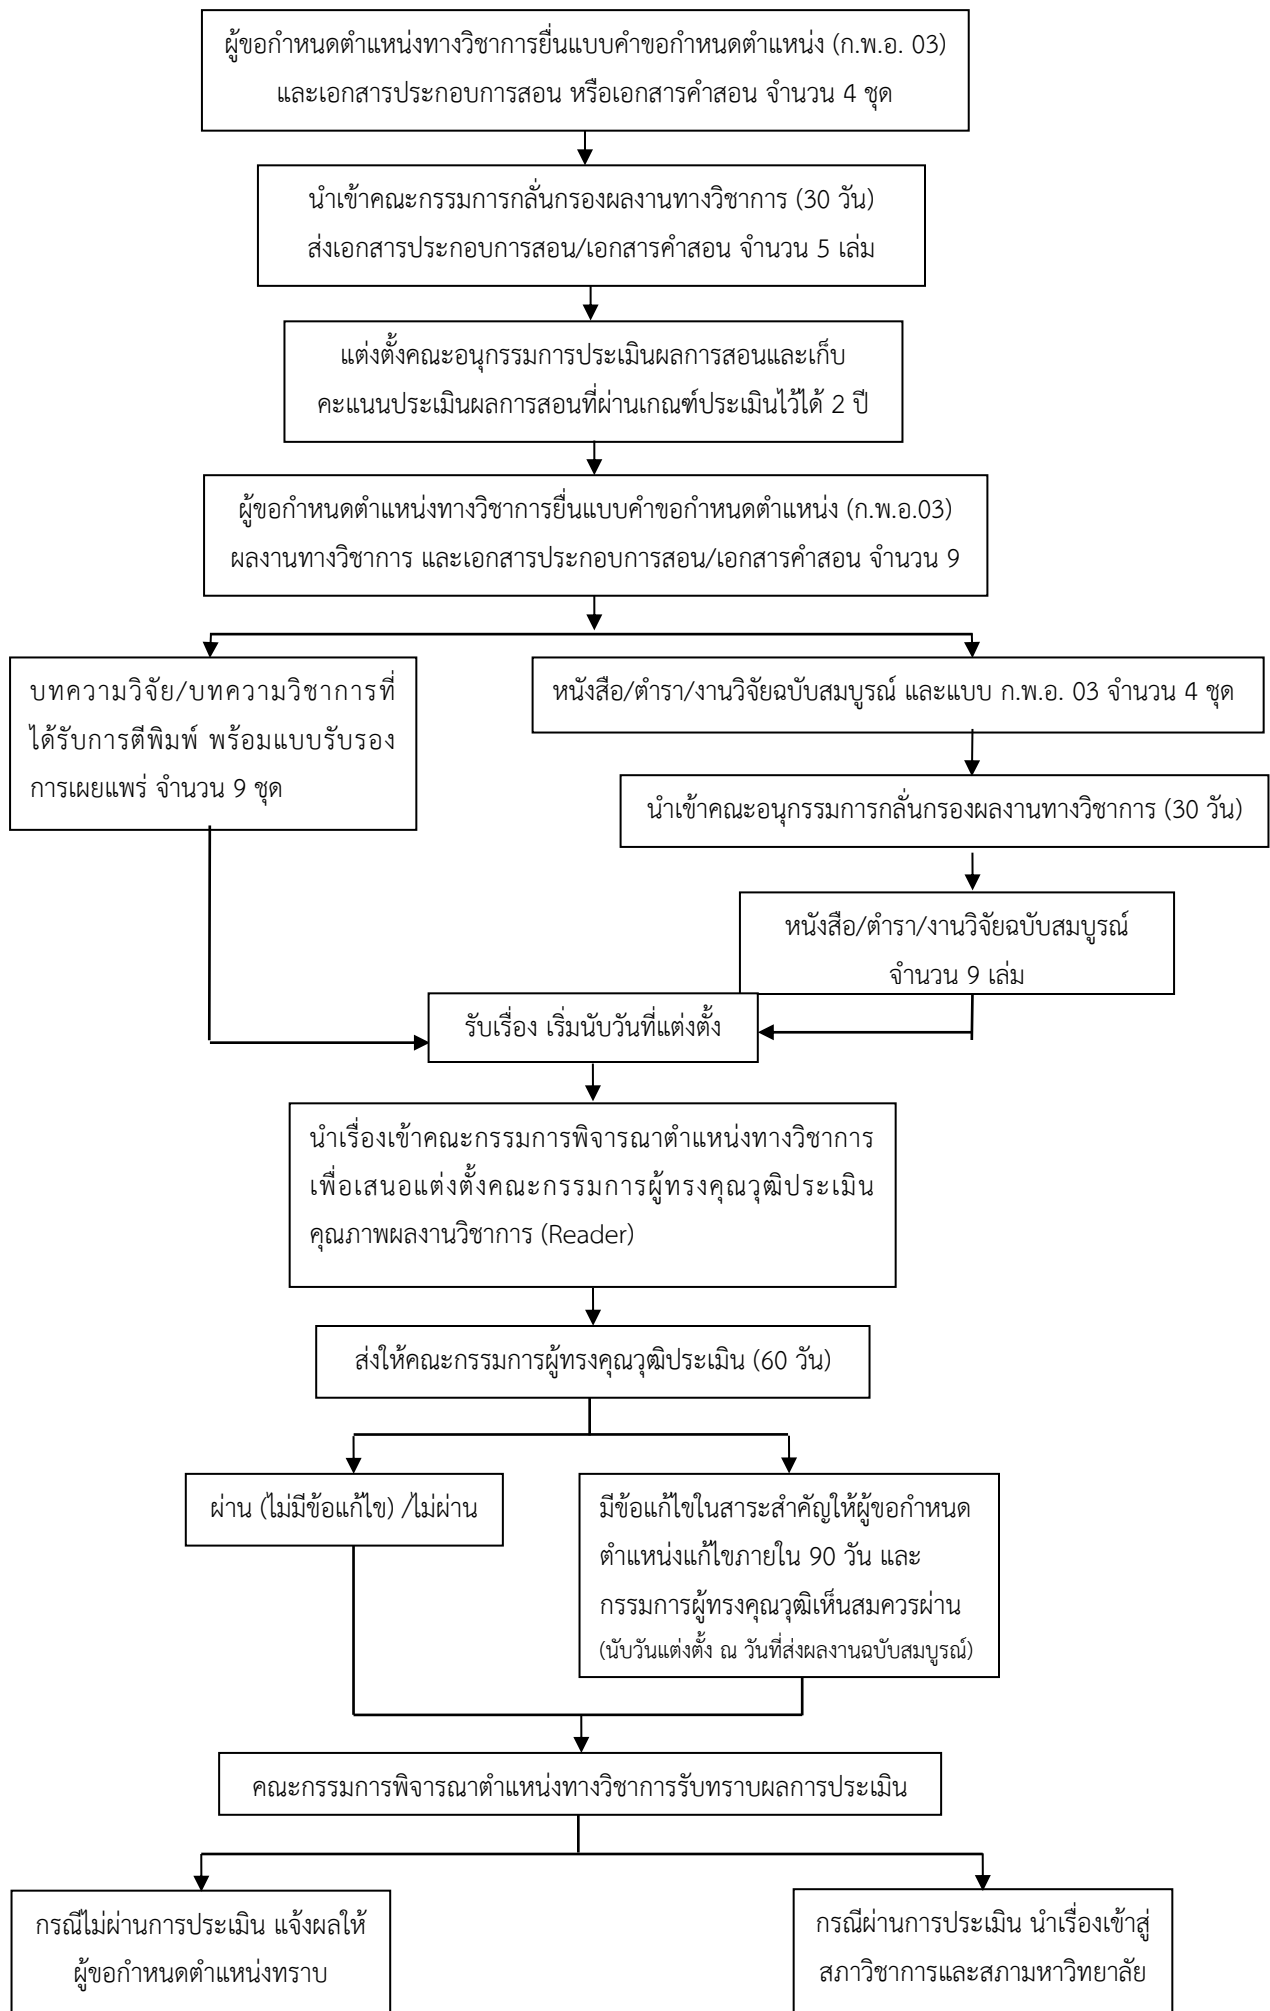 ผู้ขอกำหนดตำแหน่งทางวิชาการยื่นแบบคำขอกำหนดตำแหน่ง (ก.พ.อ. 03)
และเอกสารประกอบการสอน หรือเอกสารคำสอน จำนวน 4 ชุด
นำเข้าคณะกรรมการกลั่นกรองผลงานทางวิชาการ (30 วัน)
ส่งเอกสารประกอบการสอน/เอกสารคำสอน จำนวน 5 เล่ม
แต่งตั้งคณะอนุกรรมการประเมินผลการสอนและเก็บ
คะแนนประเมินผลการสอนที่ผ่านเกณฑ์ประเมินไว้ได้ 2 ปี
ผู้ขอกำหนดตำแหน่งทางวิชาการยื่นแบบคำขอกำหนดตำแหน่ง (ก.พ.อ.03)
ผลงานทางวิชาการ และเอกสารประกอบการสอน/เอกสารคำสอน จำนวน 9
บทความวิจัย/บทความวิชาการที่
ได้รับการตีพิมพ์ พร้อมแบบรับรอง
การเผยแพร่ จำนวน 9 ชุด
หนังสือ/ตำรา/งานวิจัยฉบับสมบูรณ์ และแบบ ก.พ.อ. 03 จำนวน 4 ชุด
นำเข้าคณะอนุกรรมการกลั่นกรองผลงานทางวิชาการ (30 วัน)
หนังสือ/ตำรา/งานวิจัยฉบับสมบูรณ์
จำนวน 9 เล่ม
รับเรื่อง เริ่มนับวันที่แต่งตั้ง
นำเรื่องเข้าคณะกรรมการพิจารณาตำแหน่งทางวิชาการ
เพื่อเสนอแต่งตั้งคณะกรรมการผู้ทรงคุณวุฒิประเมิน
คุณภาพผลงานวิชาการ (Reader)
ส่งให้คณะกรรมการผู้ทรงคุณวุฒิประเมิน (60 วัน)
ผ่าน (ไม่มีข้อแก้ไข) /ไม่ผ่าน
มีข้อแก้ไขในสาระสำคัญให้ผู้ขอกำหนด
ตำแหน่งแก้ไขภายใน 90 วัน และ
กรรมการผู้ทรงคุณวุฒิเห็นสมควรผ่าน
(นับวันแต่งตั้ง ณ วันที่ส่งผลงานฉบับสมบูรณ์)
คณะกรรมการพิจารณาตำแหน่งทางวิชาการรับทราบผลการประเมิน
กรณีไม่ผ่านการประเมิน แจ้งผลให้
ผู้ขอกำหนดตำแหน่งทราบ
กรณีผ่านการประเมิน นำเรื่องเข้าสู่
สภาวิชาการและสภามหาวิทยาลัย